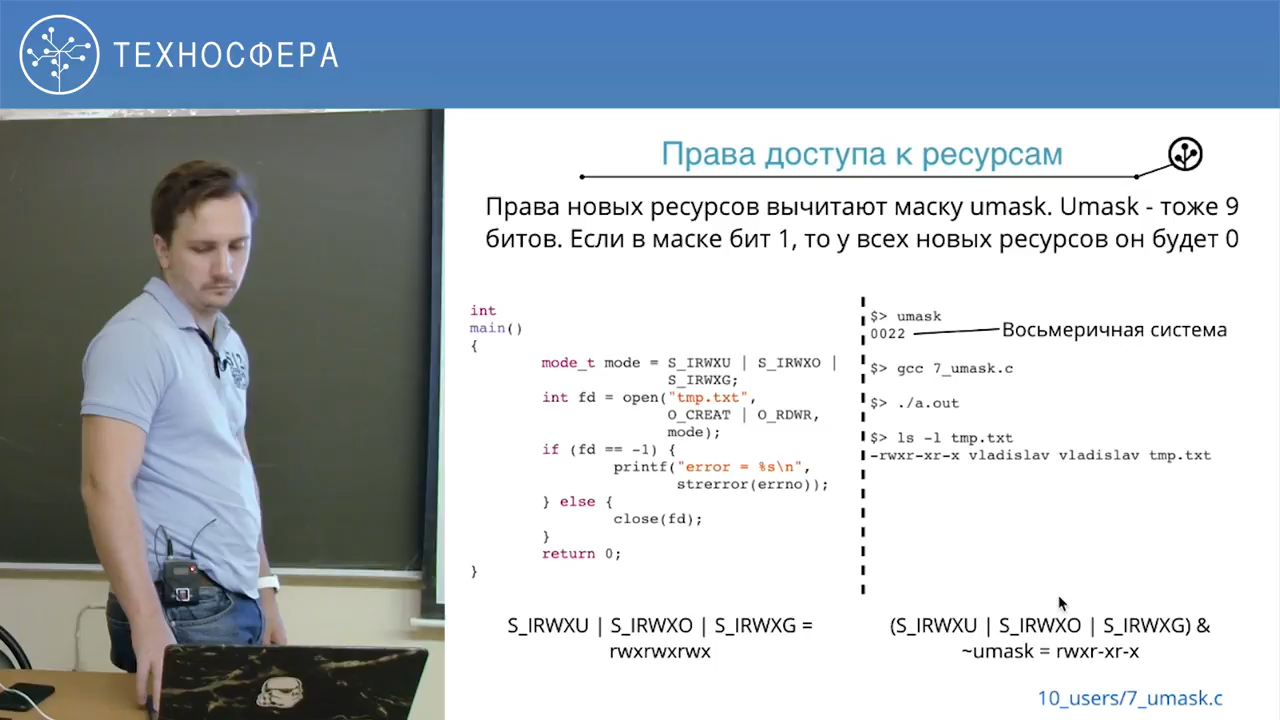 ТЕХНОСФЕРА
Права доступа к ресурсам
Права новых ресурсов вычитают маску umask. Umask - тоже 9
битов. Если в маске бит 1, то у всех новых ресурсов он будет 0
int
main()
{
mode_t mode = S_IRWXU | S_IRWXO |
S_IRWXG;
int fd = open("tmp.txt",
O_CREAT | O_RDWR,
mode);
if (fd == -1) {
printf("error = %s\n",
strerror(errno));
} else {
close(fd);
}
return 0;
}
$> umask
0022
Восьмеричная система
$> gcc 7_umask.c
$> ./a.out
$> ls -l tmp.txt
-rwxr-xr-x vladislav vladislav tmp.txt
S_IRWXU | S_IRWXO | S_IRWXG =
rwxrwxrwx
(S_IRWXU | S_IRWXO | S_IRWXG) &
~umask = rwxr-xr-x
10_users/7_umask.c